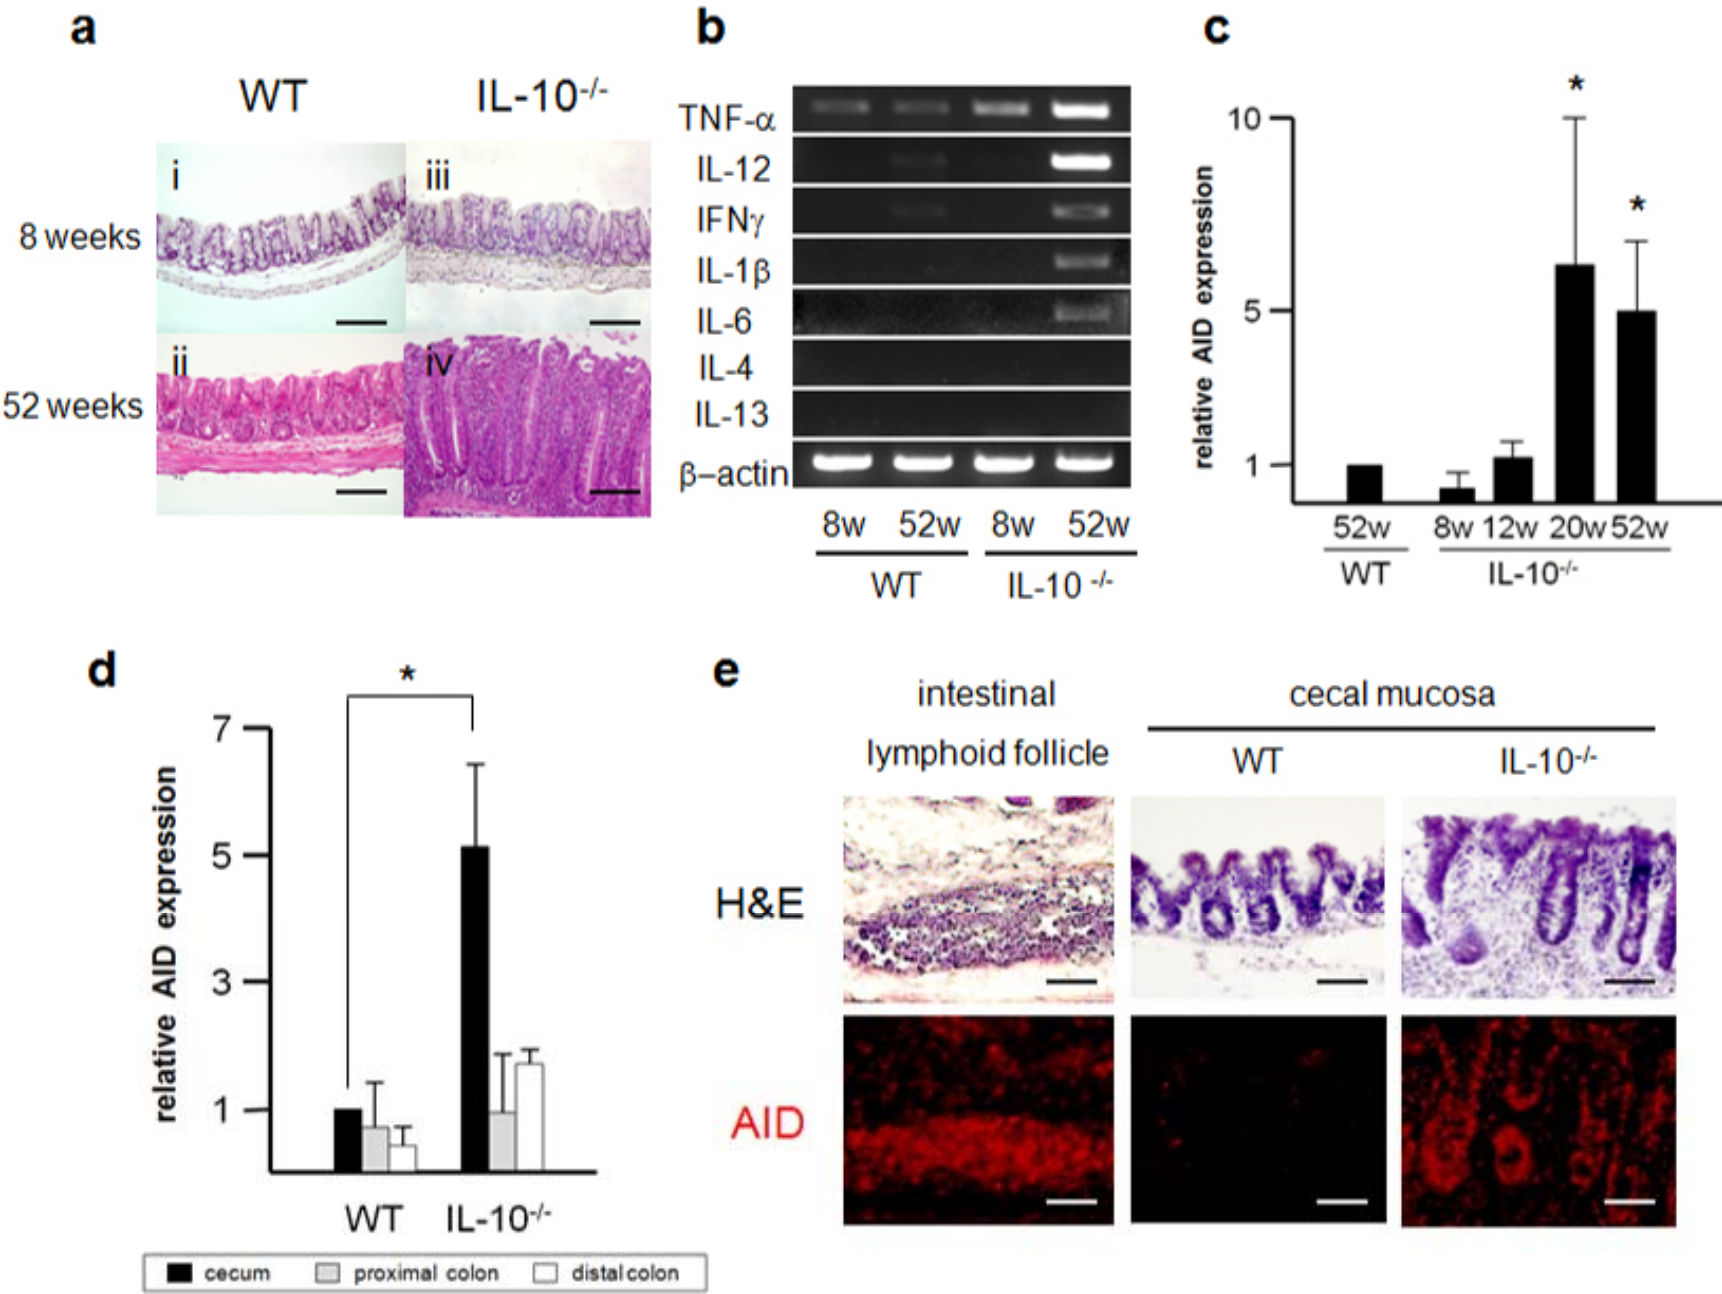 a
WT
IL-10-/-
i
iii
8 weeks
ii
iv
52 weeks
b
TNF-α
IL-12
IFNγ
IL-1β
IL-6
IL-4
IL-13
β–actin
8w 52w 8w 52w
WT IL-10 -/-
c
*
*
10
5
1
relative AID expression
52w 8w 12w 20w 52w
WT IL-10-/-
d
*
7
5
3
1
relative AID expression
WT IL-10-/-
cecum proximal colon distal colon
e
intestinal
lymphoid follicle
cecal mucosa
WT IL-10-/-
H&E
AID